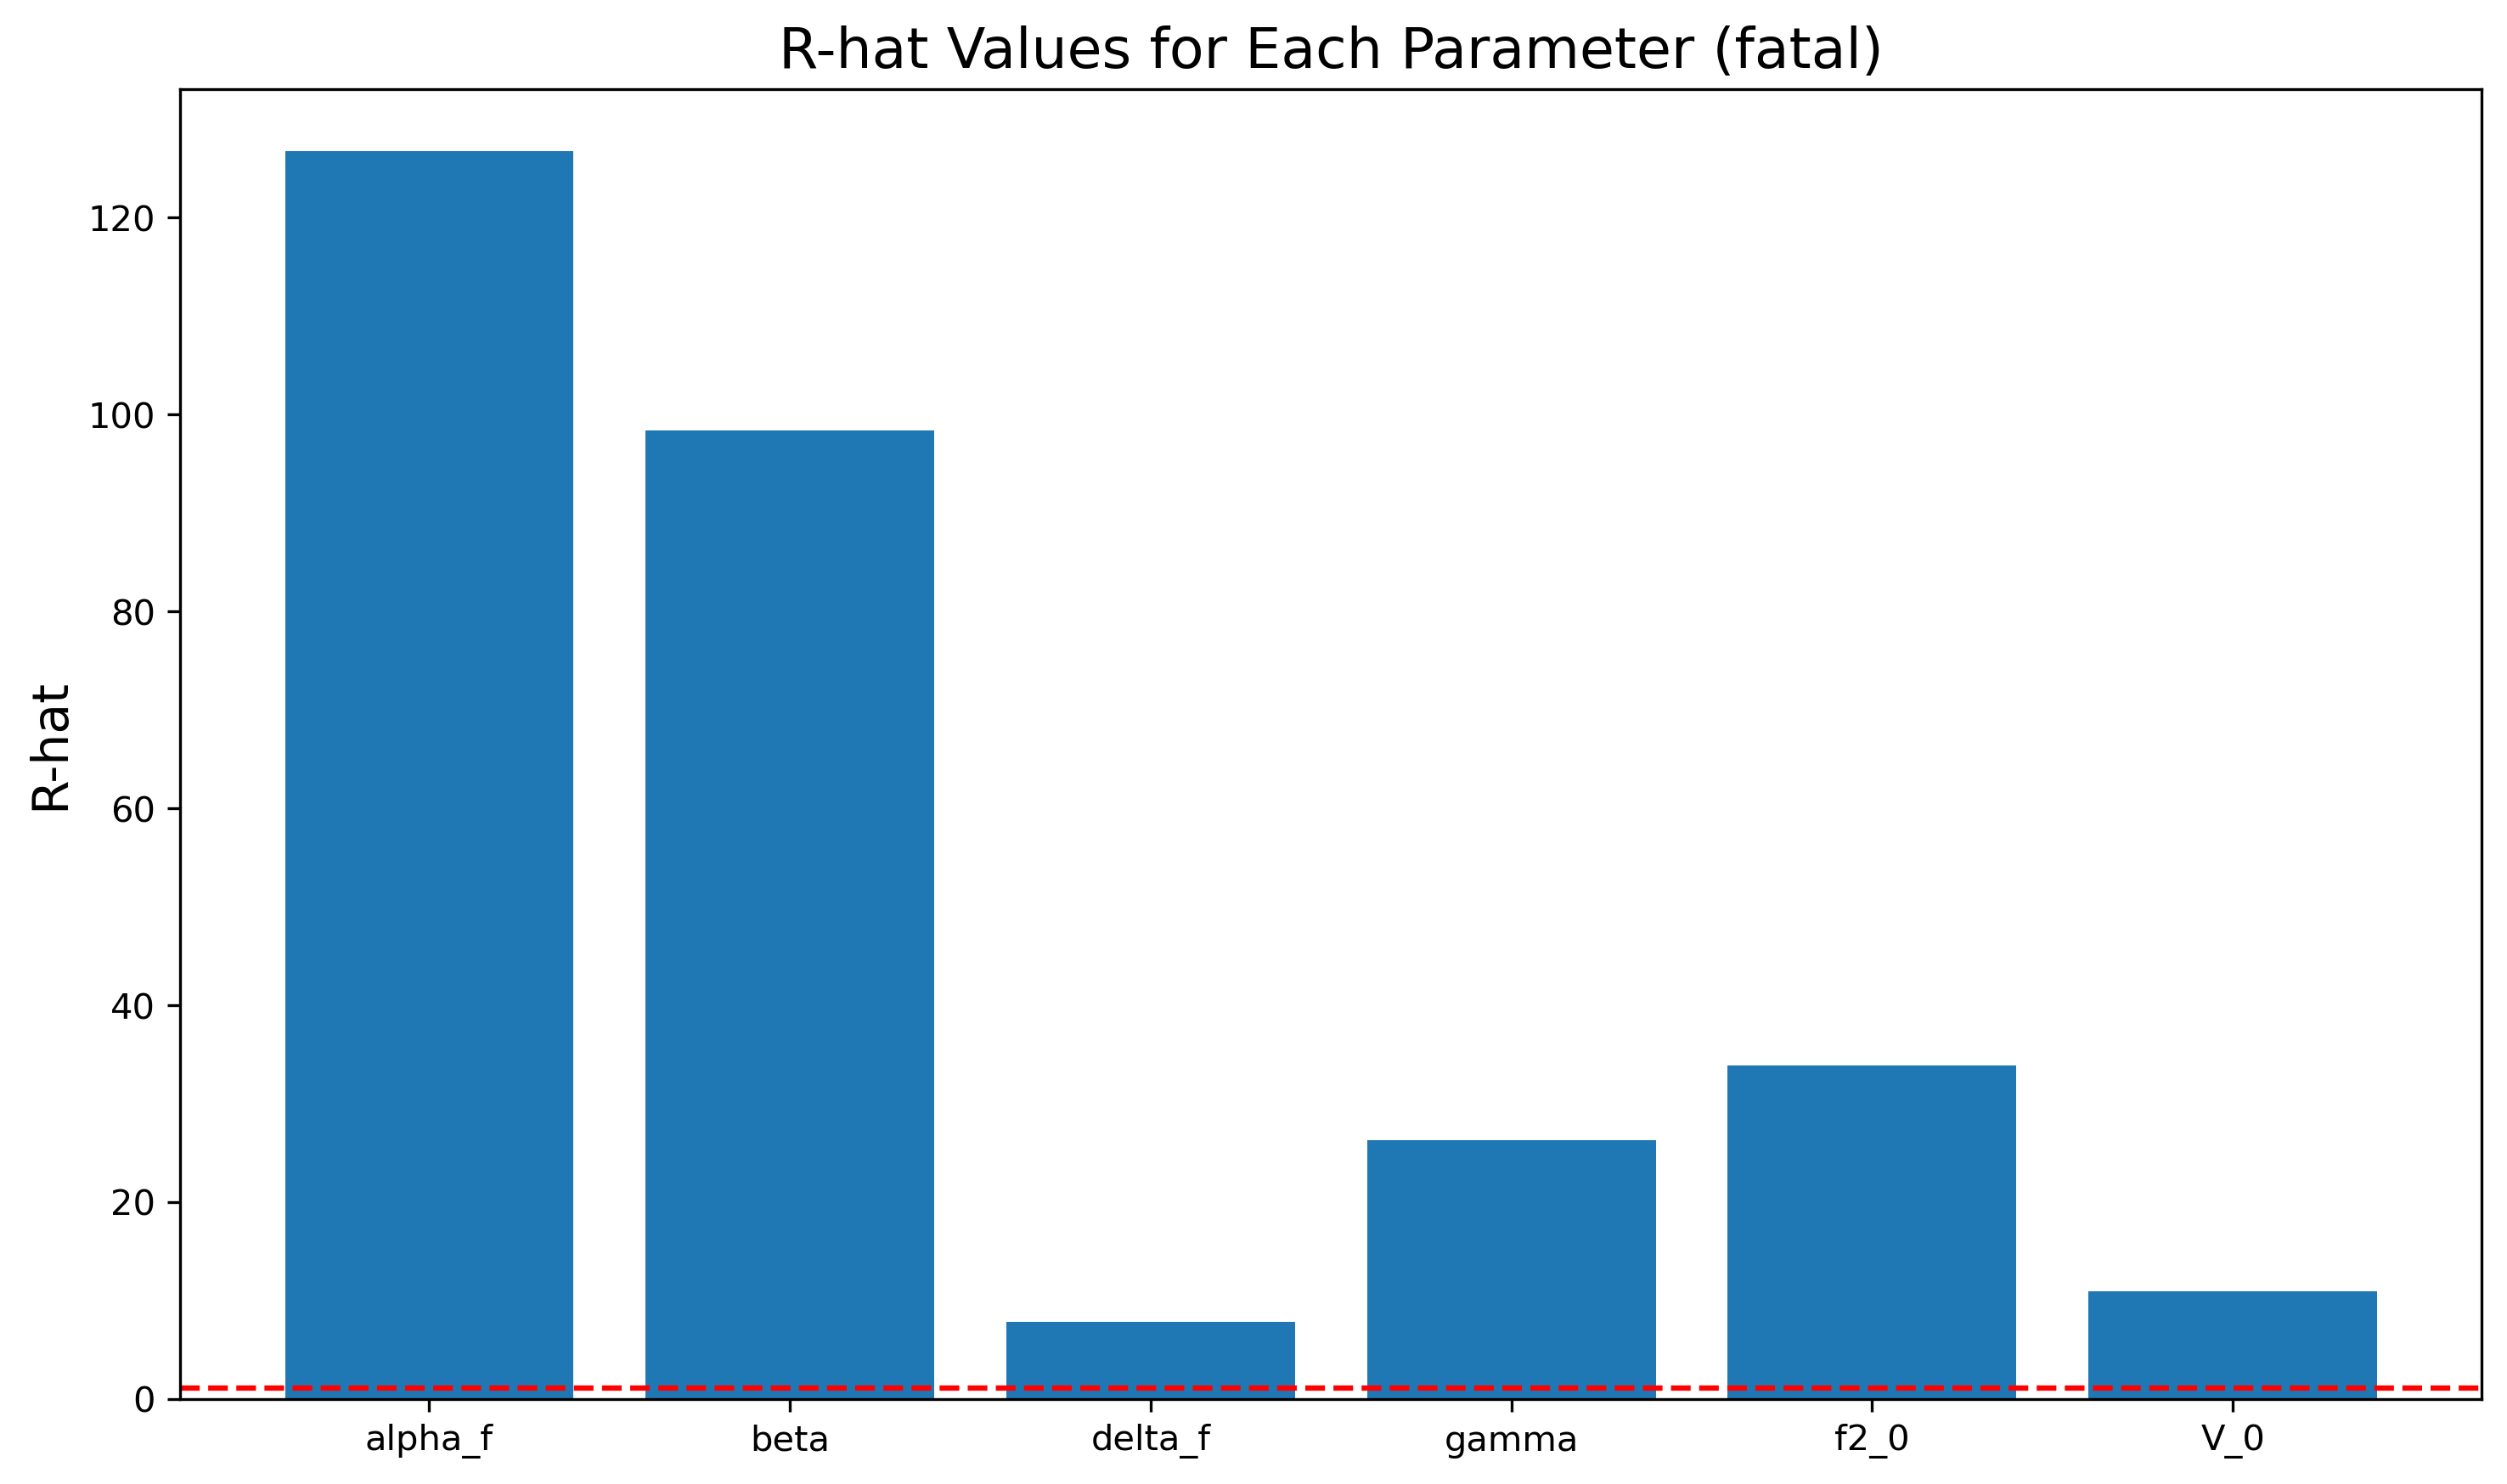 R-hat Values for Each Parameter (fatal)
120
100
80
60
40
20
0
R-hat
alpha_f beta delta_f gamma f2_0 V_0